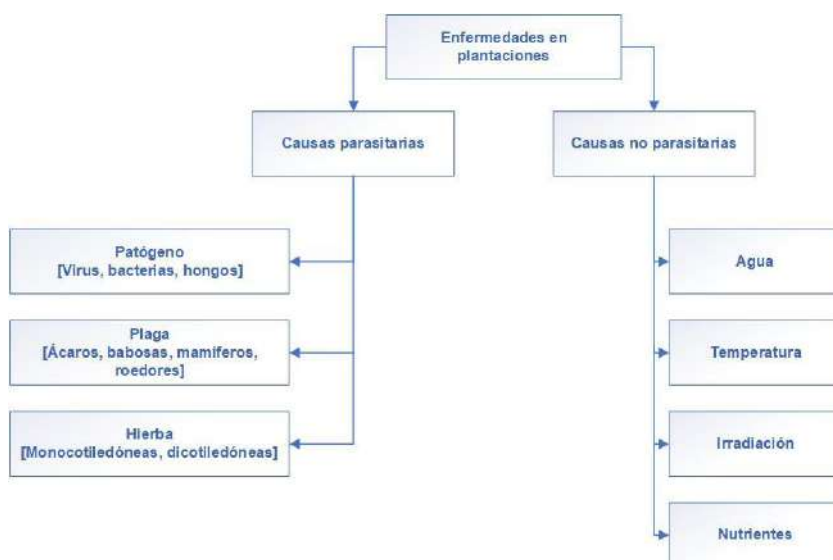 Enfermedades en
plantaciones
Causas parasitarias
Causas no parasitarias
Patógeno
[Virus, bacterias, hongos]
Plaga
[Ácaros, babosas, mamíferos,
roedores]
Hierba
[Monocotiledóneas, dicotiledóneas]
Agua
Temperatura
Irradiación
Nutrientes